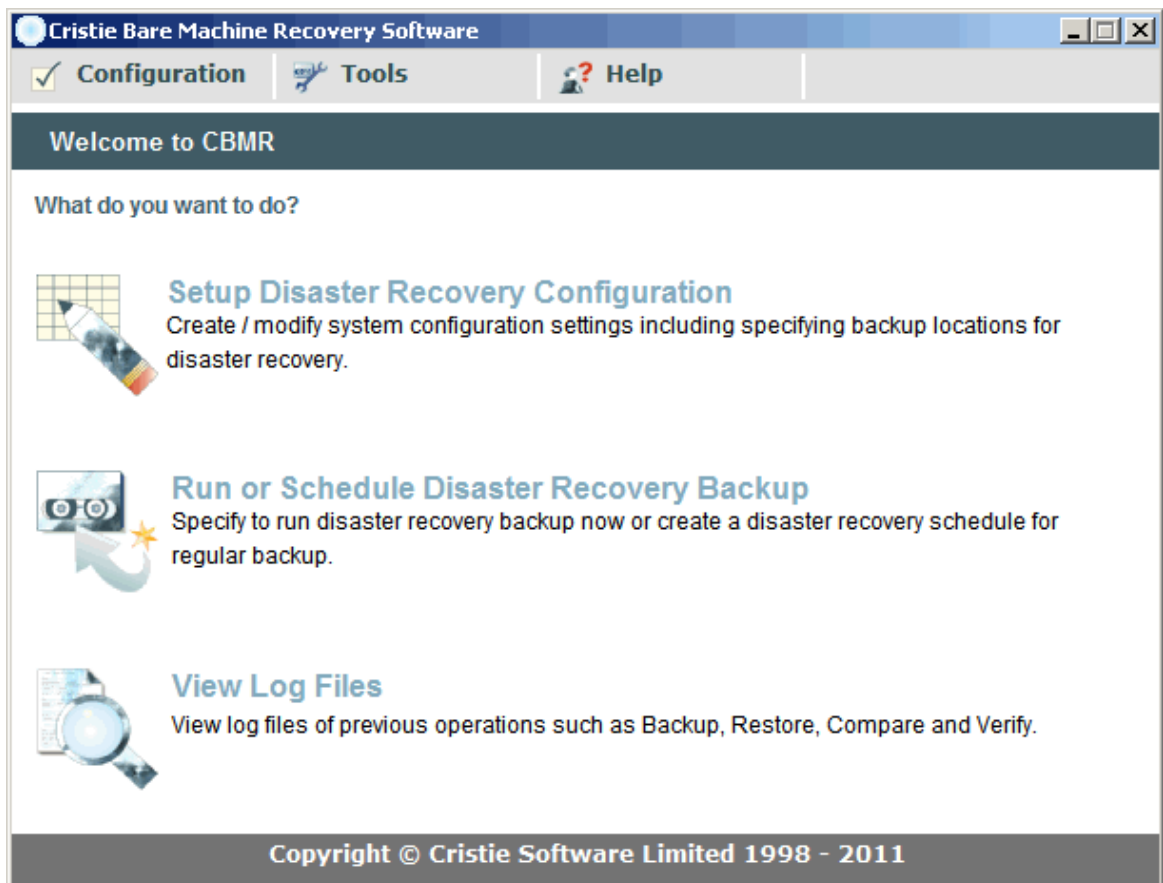 Cristie Bare Machine Recovery Software
Configuration
Tools
Help
Welcome to CBMR
What do you want to do?
Setup Disaster Recovery Configuration
Create / modify system configuration settings including specifying backup locations for
disaster recovery.
Run or Schedule Disaster Recovery Backup
Specify to run disaster recovery backup now or create a disaster recovery schedule for
regular backup.
View Log Files
View log files of previous operations such as Backup, Restore, Compare and Verify.
Copyright © Cristie Software Limited 1998 - 2011